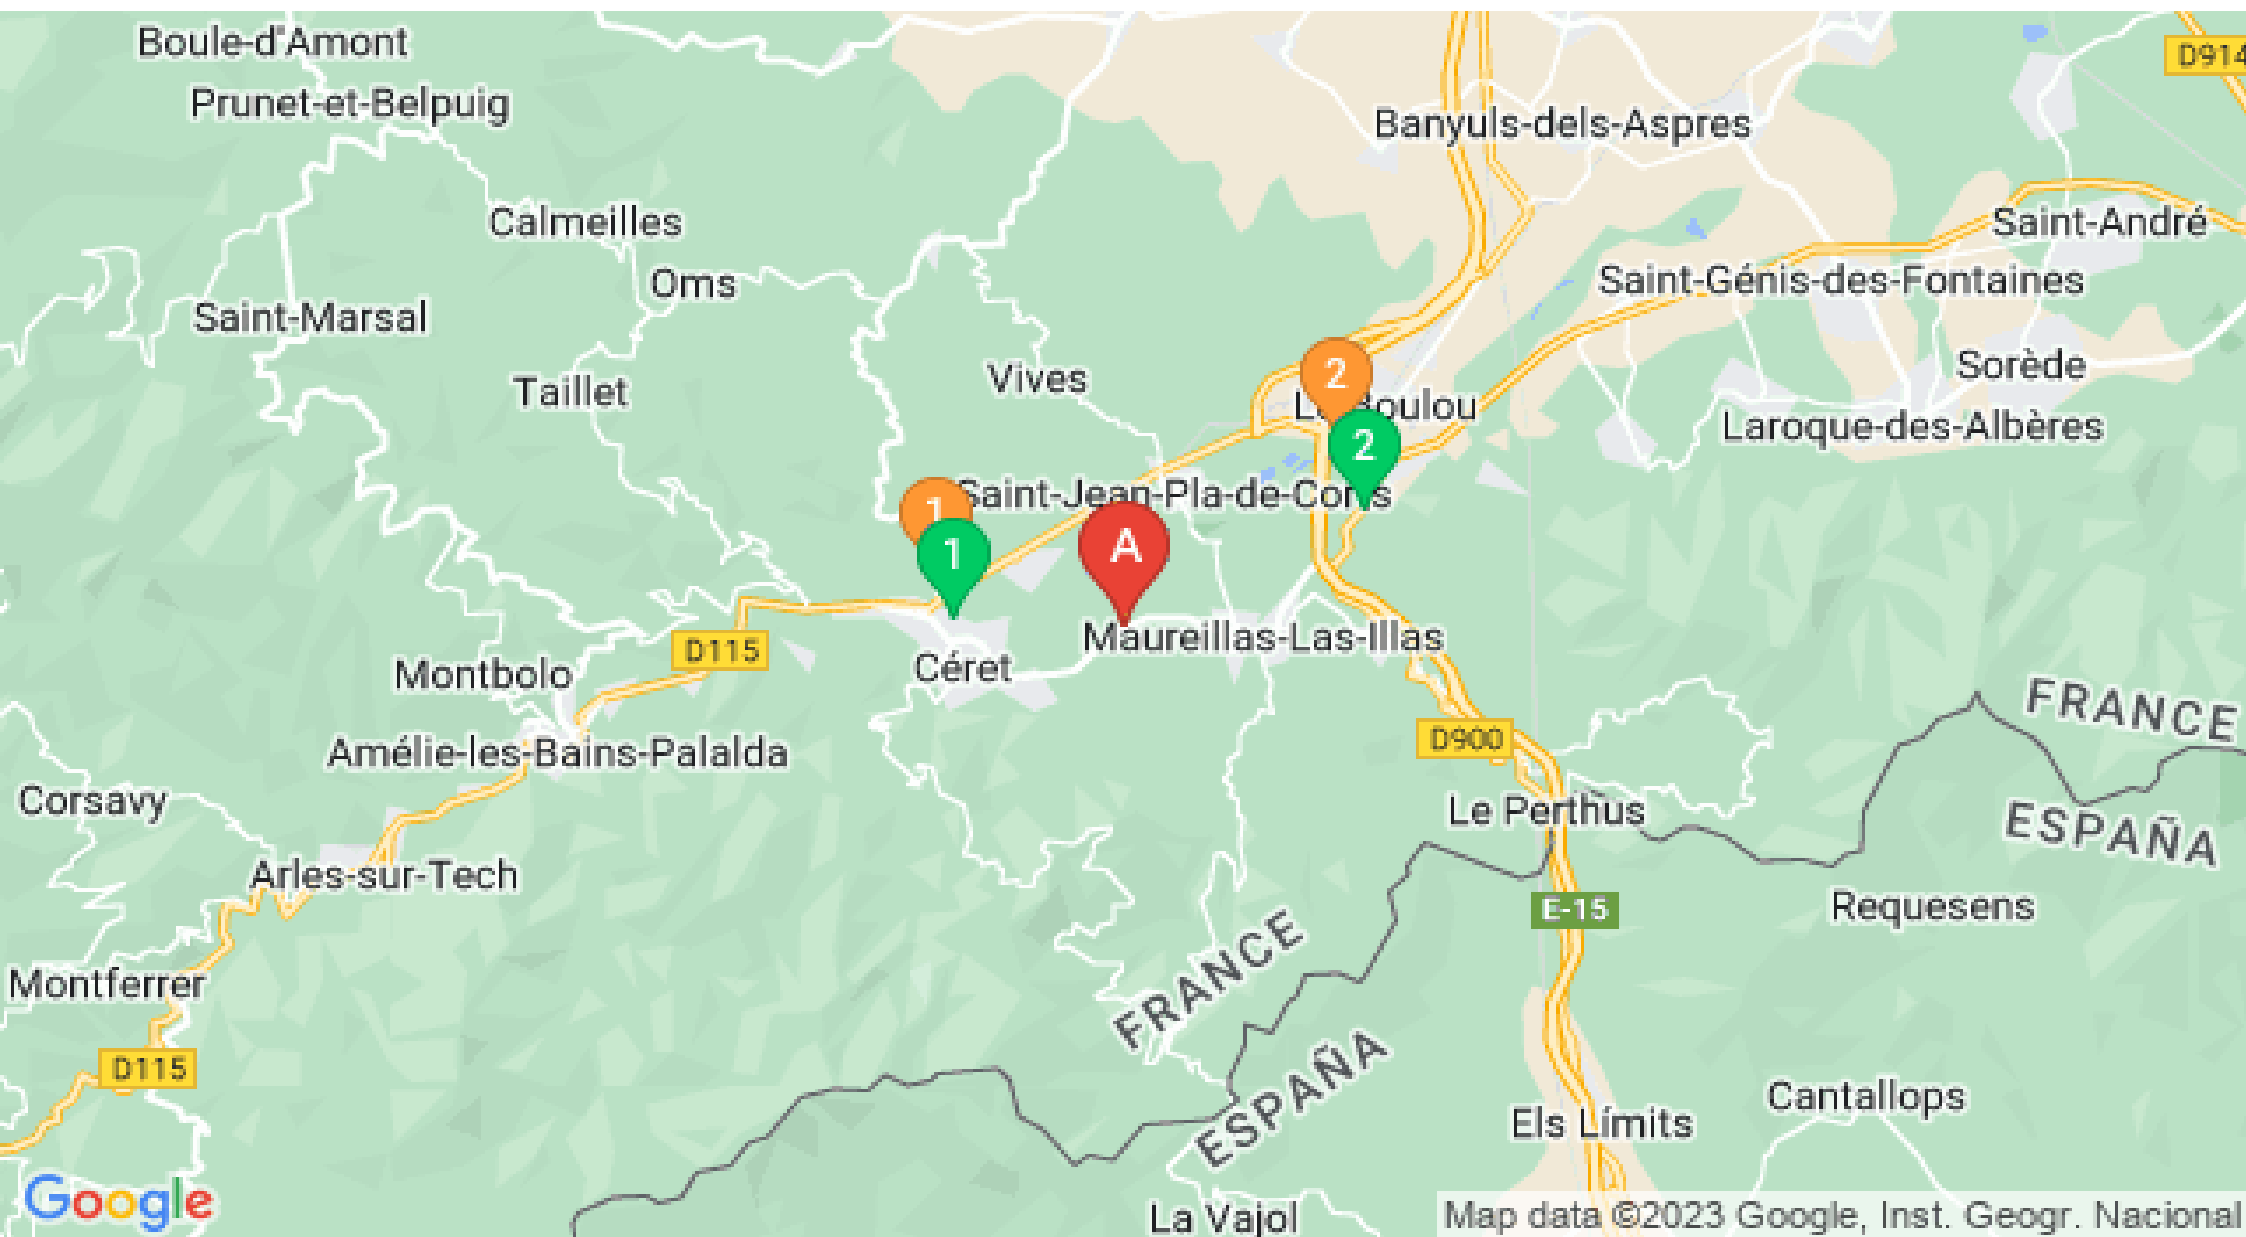 Boule-d'Amont
D914
Prunet-et-Belpuig
Banyuls-dels-Aspres
Calmeilles
Saint-André
Oms
Saint-Génis-des-Fontaines
Saint-Marsal
Sorède
2
Vives
Taillet
Le Boulou
Laroque-des-Albères
2
Saint-Jean-Pla-de-Corts
1
A
1
Maureillas-Las-Illas
D115
Céret
Montbolo
FRANCE
D900
Amélie-les-Bains-Palalda
Corsavy
Le Perthus
ESPAÑA
Arles-sur-Tech
E-15
Requesens
FRANCE
Montferrer
D115
ESPAÑA
Cantallops
Els Límits
Google
La Vajol
Map data ©2023 Google, Inst. Geogr. Nacional